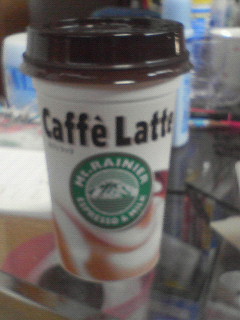 Caffè Latte
MT. RAINIER
ESPRESSO & MILK